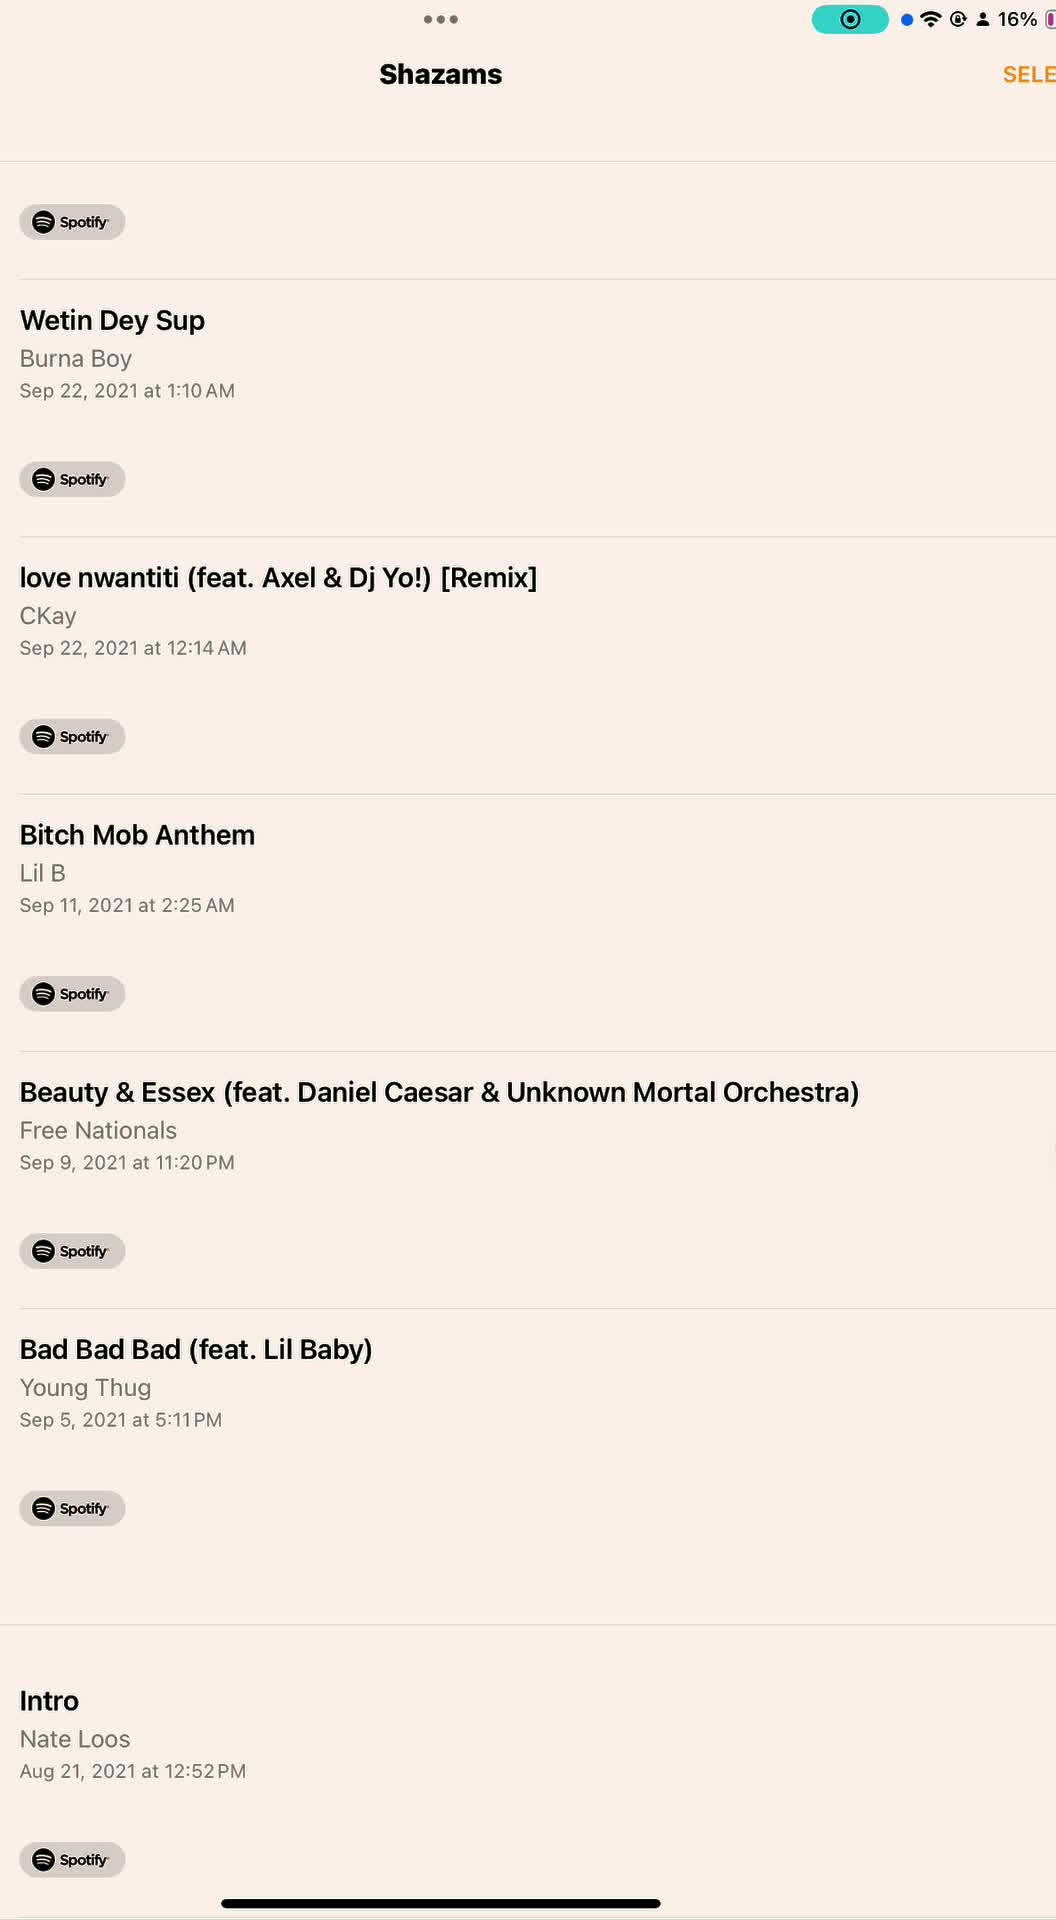 16%
Shazams
SELE
Spotify
Wetin Dey Sup
Burna Boy
Sep 22, 2021 at 1:10 AM
Spotify
love nwantiti (feat. Axel & Dj Yo!) [Remix]
CKay
Sep 22, 2021 at 12:14 AM
Spotify
Bitch Mob Anthem
Lil B
Sep 11, 2021 at 2:25 AM
Spotify
Beauty & Essex (feat. Daniel Caesar & Unknown Mortal Orchestra)
Free Nationals
Sep 9, 2021 at 11:20 PM
Spotify
Bad Bad Bad (feat. Lil Baby)
Young Thug
Sep 5, 2021 at 5:11 PM
Spotify
Intro
Nate Loos
Aug 21, 2021 at 12:52 PM
Spotify